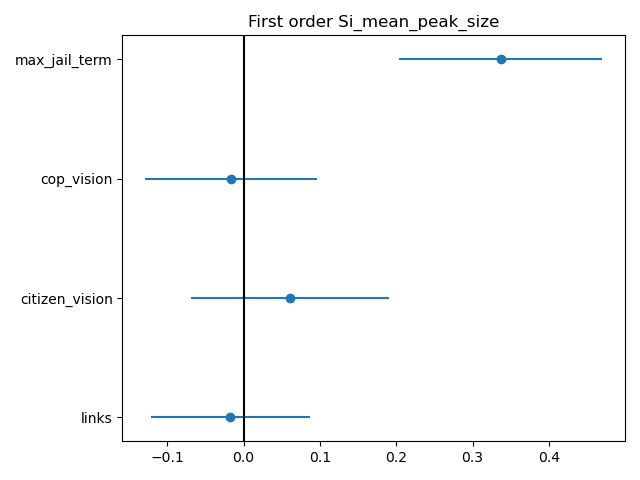 First order Si_mean_peak_size
max_jail_term
cop_vision
citizen_vision
links
−0.1 0.0 0.1 0.2 0.3 0.4